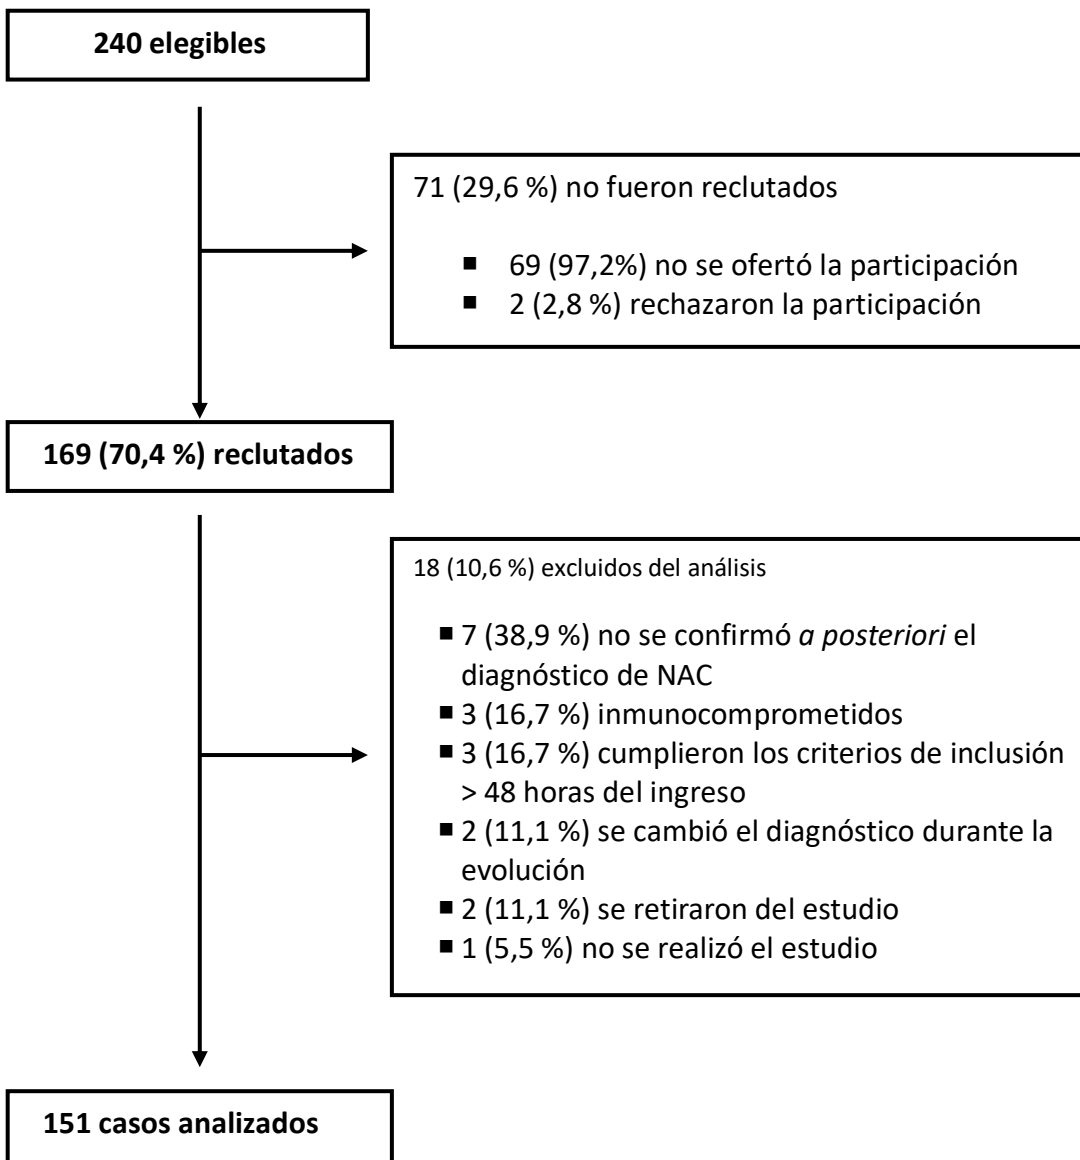 240 elegibles
71 (29,6 %) no fueron reclutados
■ 69 (97,2%) no se ofertó la participación
■ 2 (2,8 %) rechazaron la participación
169 (70,4 %) reclutados
18 (10,6 %) excluidos del análisis
■ 7 (38,9 %) no se confirmó a posteriori el
diagnóstico de NAC
■ 3 (16,7 %) inmunocomprometidos
■ 3 (16,7 %) cumplieron los criterios de inclusión
> 48 horas del ingreso
■ 2 (11,1 %) se cambió el diagnóstico durante la
evolución
■ 2 (11,1 %) se retiraron del estudio
■ 1 (5,5 %) no se realizó el estudio
151 casos analizados